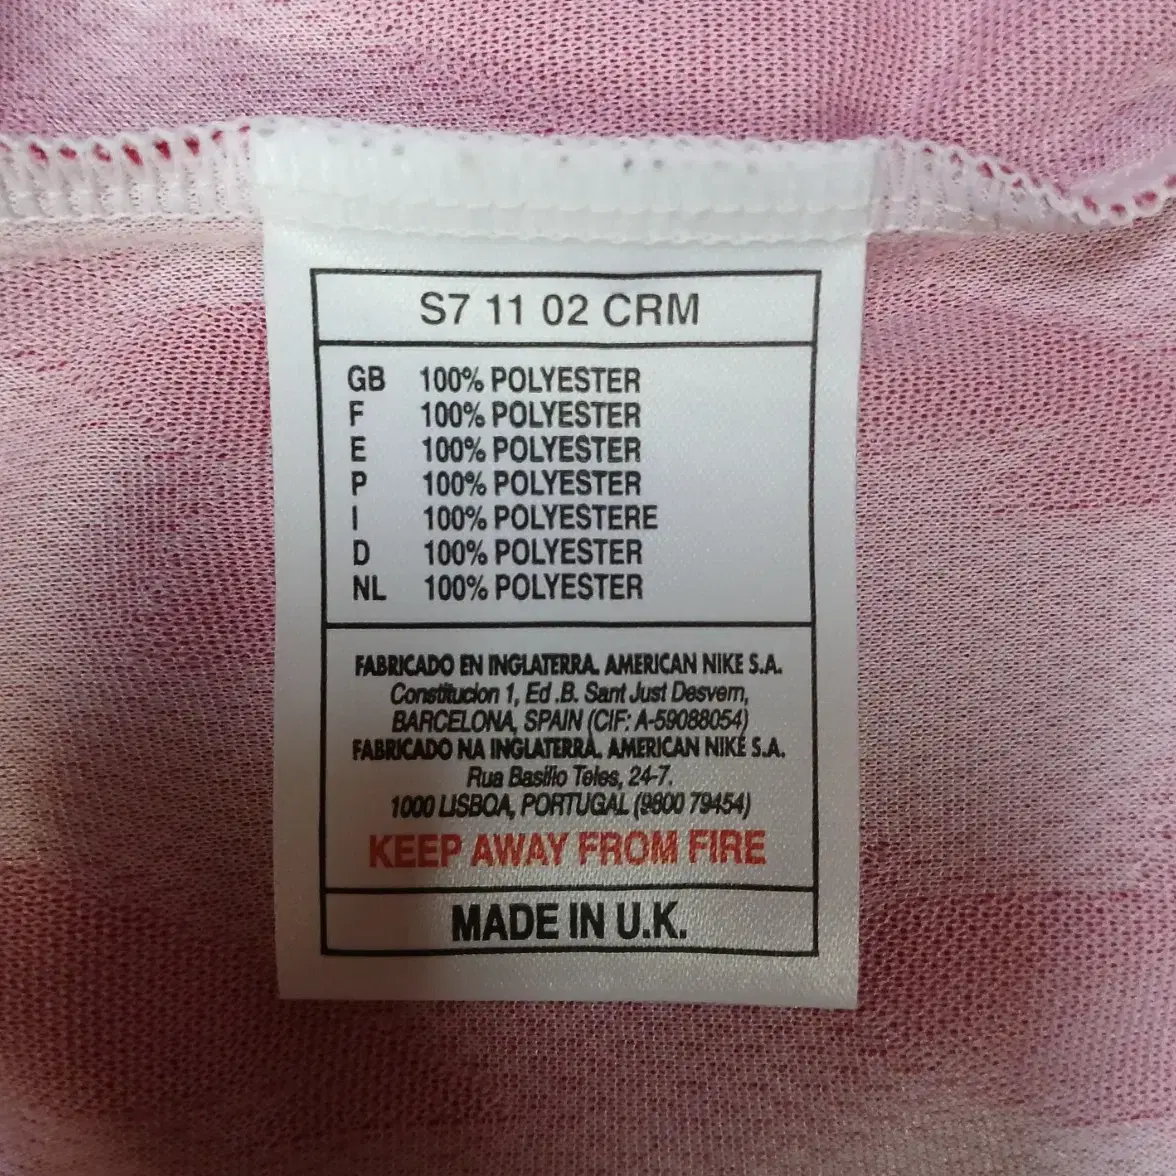 S7 11 02 CRM
GB 100% POLYESTER
F 100% POLYESTER
E 100% POLYESTER
P 100% POLYESTER
I 100% POLYESTERE
D 100% POLYESTER
NL 100% POLYESTER
FABRICADO EN INGLATERRA. AMERICAN NIKE S.A.
Constitucion 1, Ed .B. Sant Just Desvern,
BARCELONA, SPAIN (CIF: A-59088054)
FABRICADO NA INGLATERRA. AMERICAN NIKE S.A.
Rua Basilio Teles, 24-7.
1000 LISBOA, PORTUGAL (9800 79454)
KEEP AWAY FROM FIRE
MADE IN U.K.